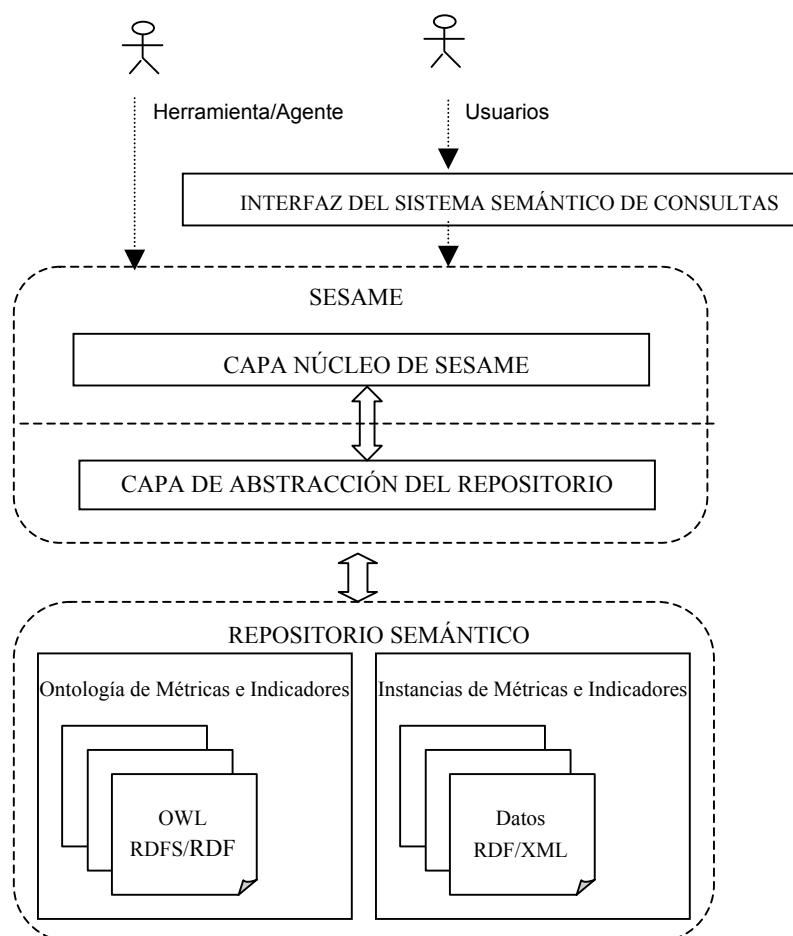 Herramienta/Agente
Usuarios
INTERFAZ DEL SISTEMA SEMÁNTICO DE CONSULTAS
SESAME
CAPA NÚCLEO DE SESAME
CAPA DE ABSTRACCIÓN DEL REPOSITORIO
REPOSITORIO SEMÁNTICO
Ontología de Métricas e Indicadores
Instancias de Métricas e Indicadores
OWL
RDFS/RDF
Datos
RDF/XML